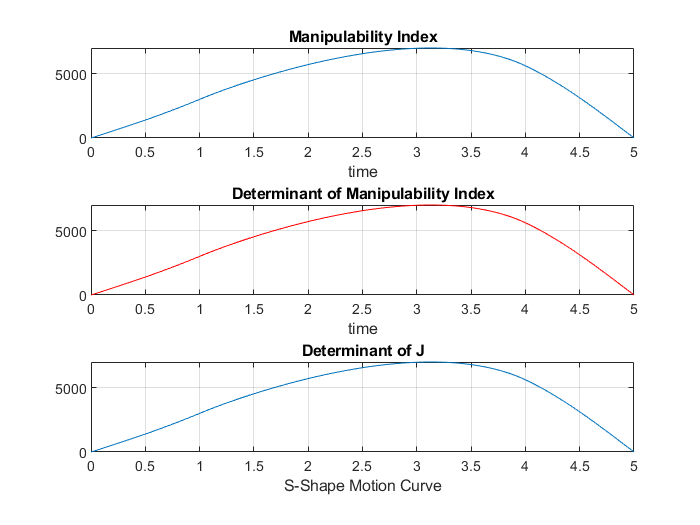 Manipulability Index
5000
0
0 0.5 1 1.5 2 2.5 3 3.5 4 4.5 5
time
Determinant of Manipulability Index
5000
0
0 0.5 1 1.5 2 2.5 3 3.5 4 4.5 5
time
Determinant of J
5000
0
0 0.5 1 1.5 2 2.5 3 3.5 4 4.5 5
S-Shape Motion Curve